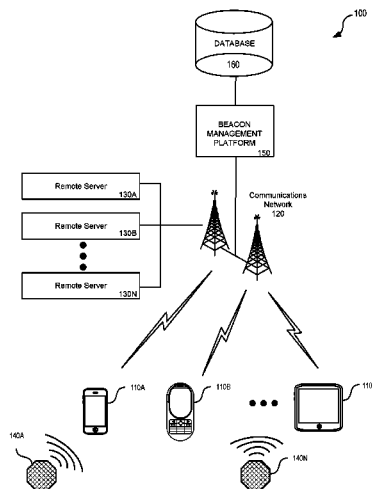 100
DATABASE
160
BEACON
MANAGEMENT
PLATFORM
150
Remote Server
130A
Communications
Network
120
Remote Server
130B
Remote Server
130N
110A
110B
110
140A
140N